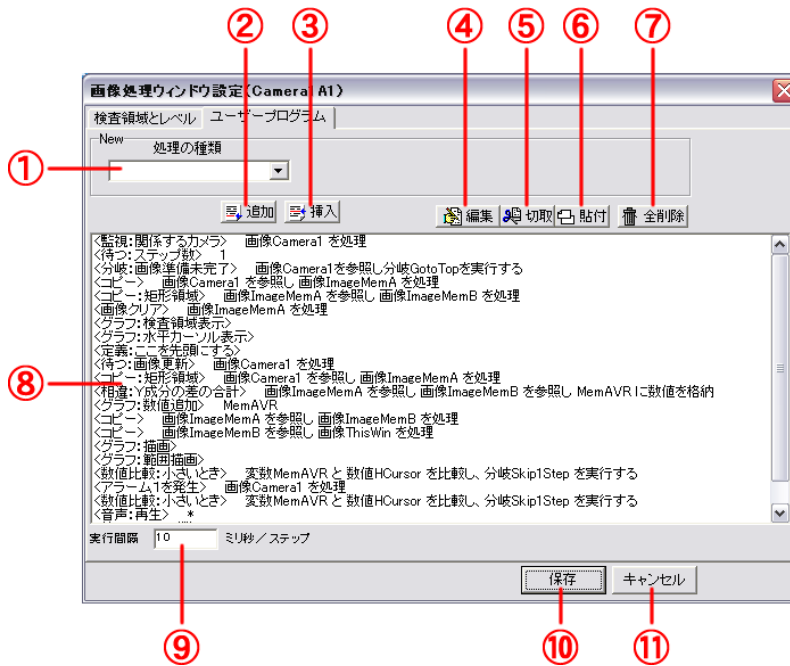 ② ③ ④ ⑤ ⑥ ⑦
画像処理ウィンドウ設定(Camera1A1)
検査領域とレベル ユーザープログラム
New
処理の種類
①
追加 挿入 編集 切取 貼付 全削除
<監視:関係するカメラ> 画像Camera1 を処理
<待つ:ステップ数> 1
<分岐:画像準備未完了> 画像Camera1を参照し分岐GotoTopを実行する
<コピー> 画像Camera1 を参照し 画像ImageMemA を処理
<コピー:矩形領域> 画像ImageMemA を参照し 画像ImageMemB を処理
<画像クリア> 画像ImageMemA を処理
<グラフ:検査領域表示>
<グラフ:水平カーソル表示>
<定義:ここを先頭にする>
<待つ:画像更新> 画像Camera1 を処理
⑧
<コピー:矩形領域> 画像Camera1 を参照し 画像ImageMemA を処理
<相違:Y成分の差の合計> 画像ImageMemA を参照し 画像ImageMemB を参照し MemAVR に数値を格納
<グラフ:数値追加> MemAVR
<コピー> 画像ImageMemA を参照し 画像ImageMemB を処理
<コピー> 画像ImageMemB を参照し 画像ThisWin を処理
<グラフ:描画>
<グラフ:範囲描画>
<数値比較:小さいとき> 変数MemAVR と 数値HCursor を比較し、分岐Skip1Step を実行する
<アラーム1を発生> 画像Camera1 を処理
<数値比較:小さいとき> 変数MemAVR と 数値HCursor を比較し、分岐Skip1Step を実行する
<音声:再生> *
実行間隔 10 ミリ秒/ステップ
保存 キャンセル
⑨ ⑩ ⑪